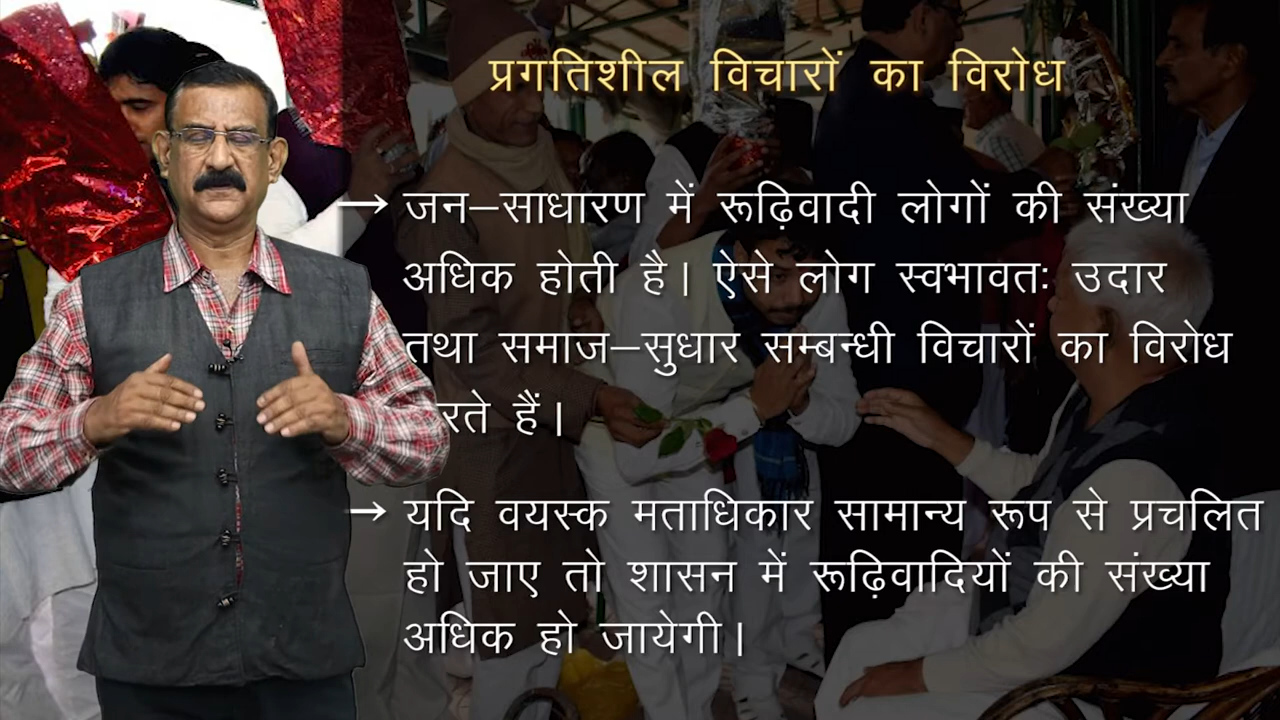 प्रगतिशील विचारों का विरोध
→ जन–साधारण में रूढ़िवादी लोगों की संख्या
अधिक होती है। ऐसे लोग स्वभावतः उदार
तथा समाज–सुधार सम्बन्धी विचारों का विरोध
रते हैं।
→ यदि वयस्क मताधिकार सामान्य रूप से प्रचलित
हो जाए तो शासन में रूढ़िवादियों की संख्या
अधिक हो जायेगी।